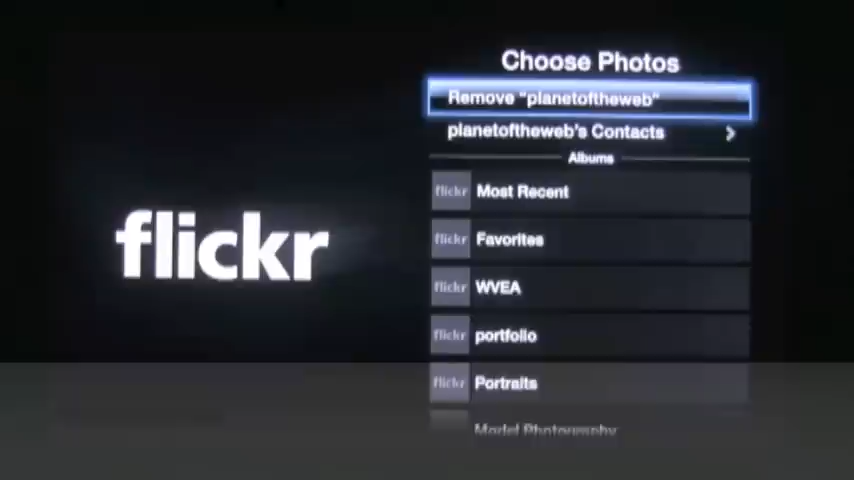 Choose Photos
Remove "planetoftheweb"
planetoftheweb's Contacts
Albums
flickr
flickr Most Recent
flickr Favorites
flickr WVEA
flickr portfolio
flickr Portraits
Model Photography